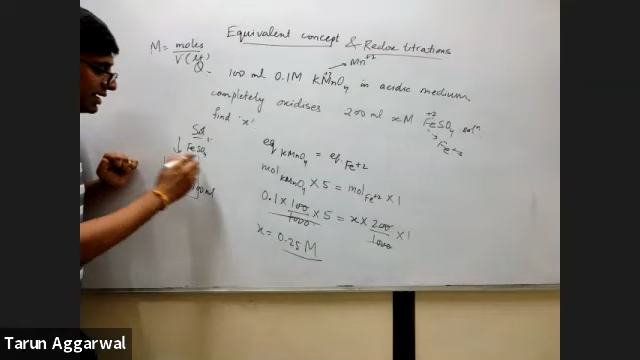 Equivalent concept & Redox titrations
M = moles / V(lt)
Mn+2
Q- 100 ml 0.1M KMnO4 in acidic medium
completely oxidises 200 ml xM FeSO4 soln
+2
Fe+3
find 'x'
FeSO4
eq KMnO4 = eq. Fe+2
mol KMnO4 × 5 = mol Fe+2 × 1
0.1 × 100/1000 × 5 = x × 200/1000 × 1
x = 0.25 M
Tarun Aggarwal